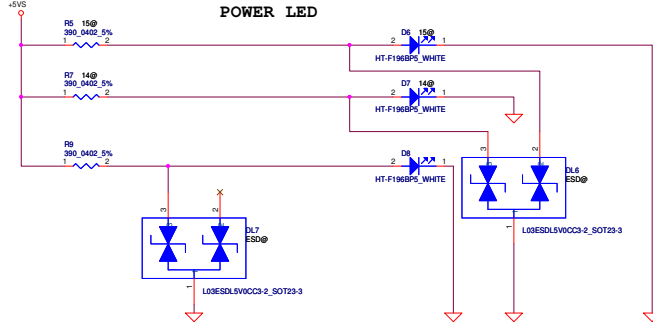 POWER LED
+5VS
R5 15@
390_0402_5%
1 2
D6 15@
2 1
HT-F196BP5_WHITE
R7 14@
390_0402_5%
1 2
D7 14@
2 1
HT-F196BP5_WHITE
R9
390_0402_5%
1 2
D8
2 1
HT-F196BP5_WHITE
3 2
DL6
ESD@
1
L03ESDL5V0CC3-2_SOT23-3
3 2
DL7
ESD@
1
L03ESDL5V0CC3-2_SOT23-3